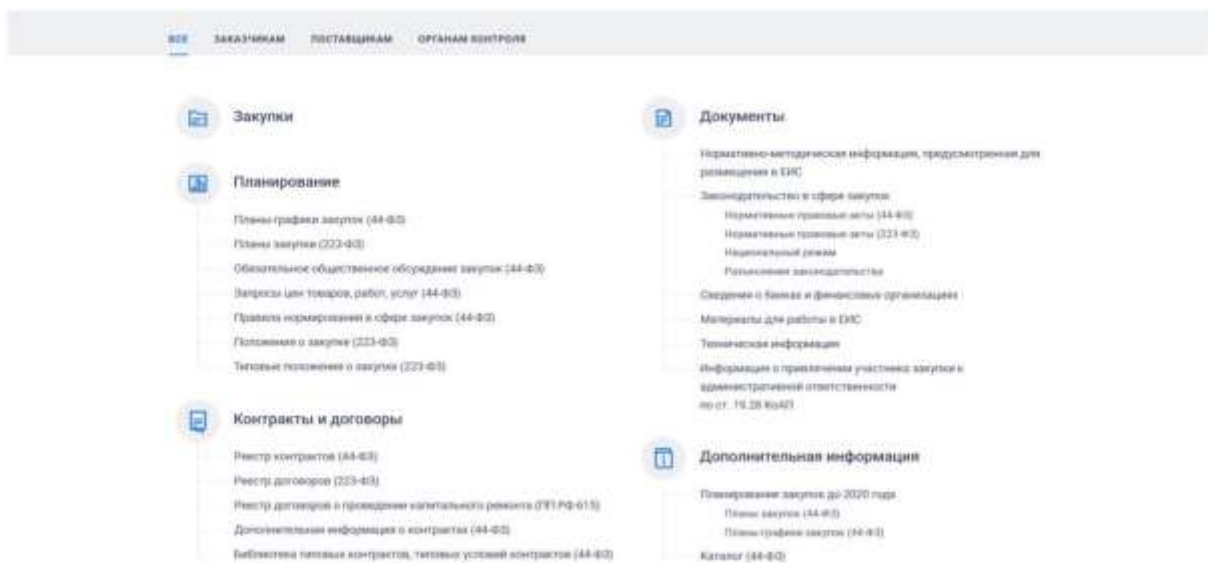 ВСЕ ЗАКАЗЧИКАМ ПОСТАВЩИКАМ ОРГАНАМ КОНТРОЛЯ
Закупки
Планирование
Планы-графики закупок (44-ФЗ)
Планы закупки (223-ФЗ)
Обязательное общественное обсуждение закупок (44-ФЗ)
Запросы цен товаров, работ, услуг (44-ФЗ)
Правила нормирования в сфере закупок (44-ФЗ)
Положения о закупке (223-ФЗ)
Типовые положения о закупке (223-ФЗ)
Контракты и договоры
Реестр контрактов (44-ФЗ)
Реестр договоров (223-ФЗ)
Реестр договоров о проведении капитального ремонта (ПП РФ-615)
Дополнительная информация о контрактах (44-ФЗ)
Библиотека типовых контрактов, типовых условий контрактов (44-ФЗ)
Документы
Нормативно-методическая информация, предусмотренная для
размещения в ЕИС
Законодательство в сфере закупок
Нормативные правовые акты (44-ФЗ)
Нормативные правовые акты (223-ФЗ)
Национальный режим
Разъяснения законодательства
Сведения о банках и финансовых организациях
Материалы для работы в ЕИС
Техническая информация
Информация о привлечении участника закупки к
административной ответственности
по ст. 19.28 КоАП
Дополнительная информация
Планирование закупок до 2020 года
Планы закупок (44-ФЗ)
Планы-графики закупок (44-ФЗ)
Каталог (44-ФЗ)